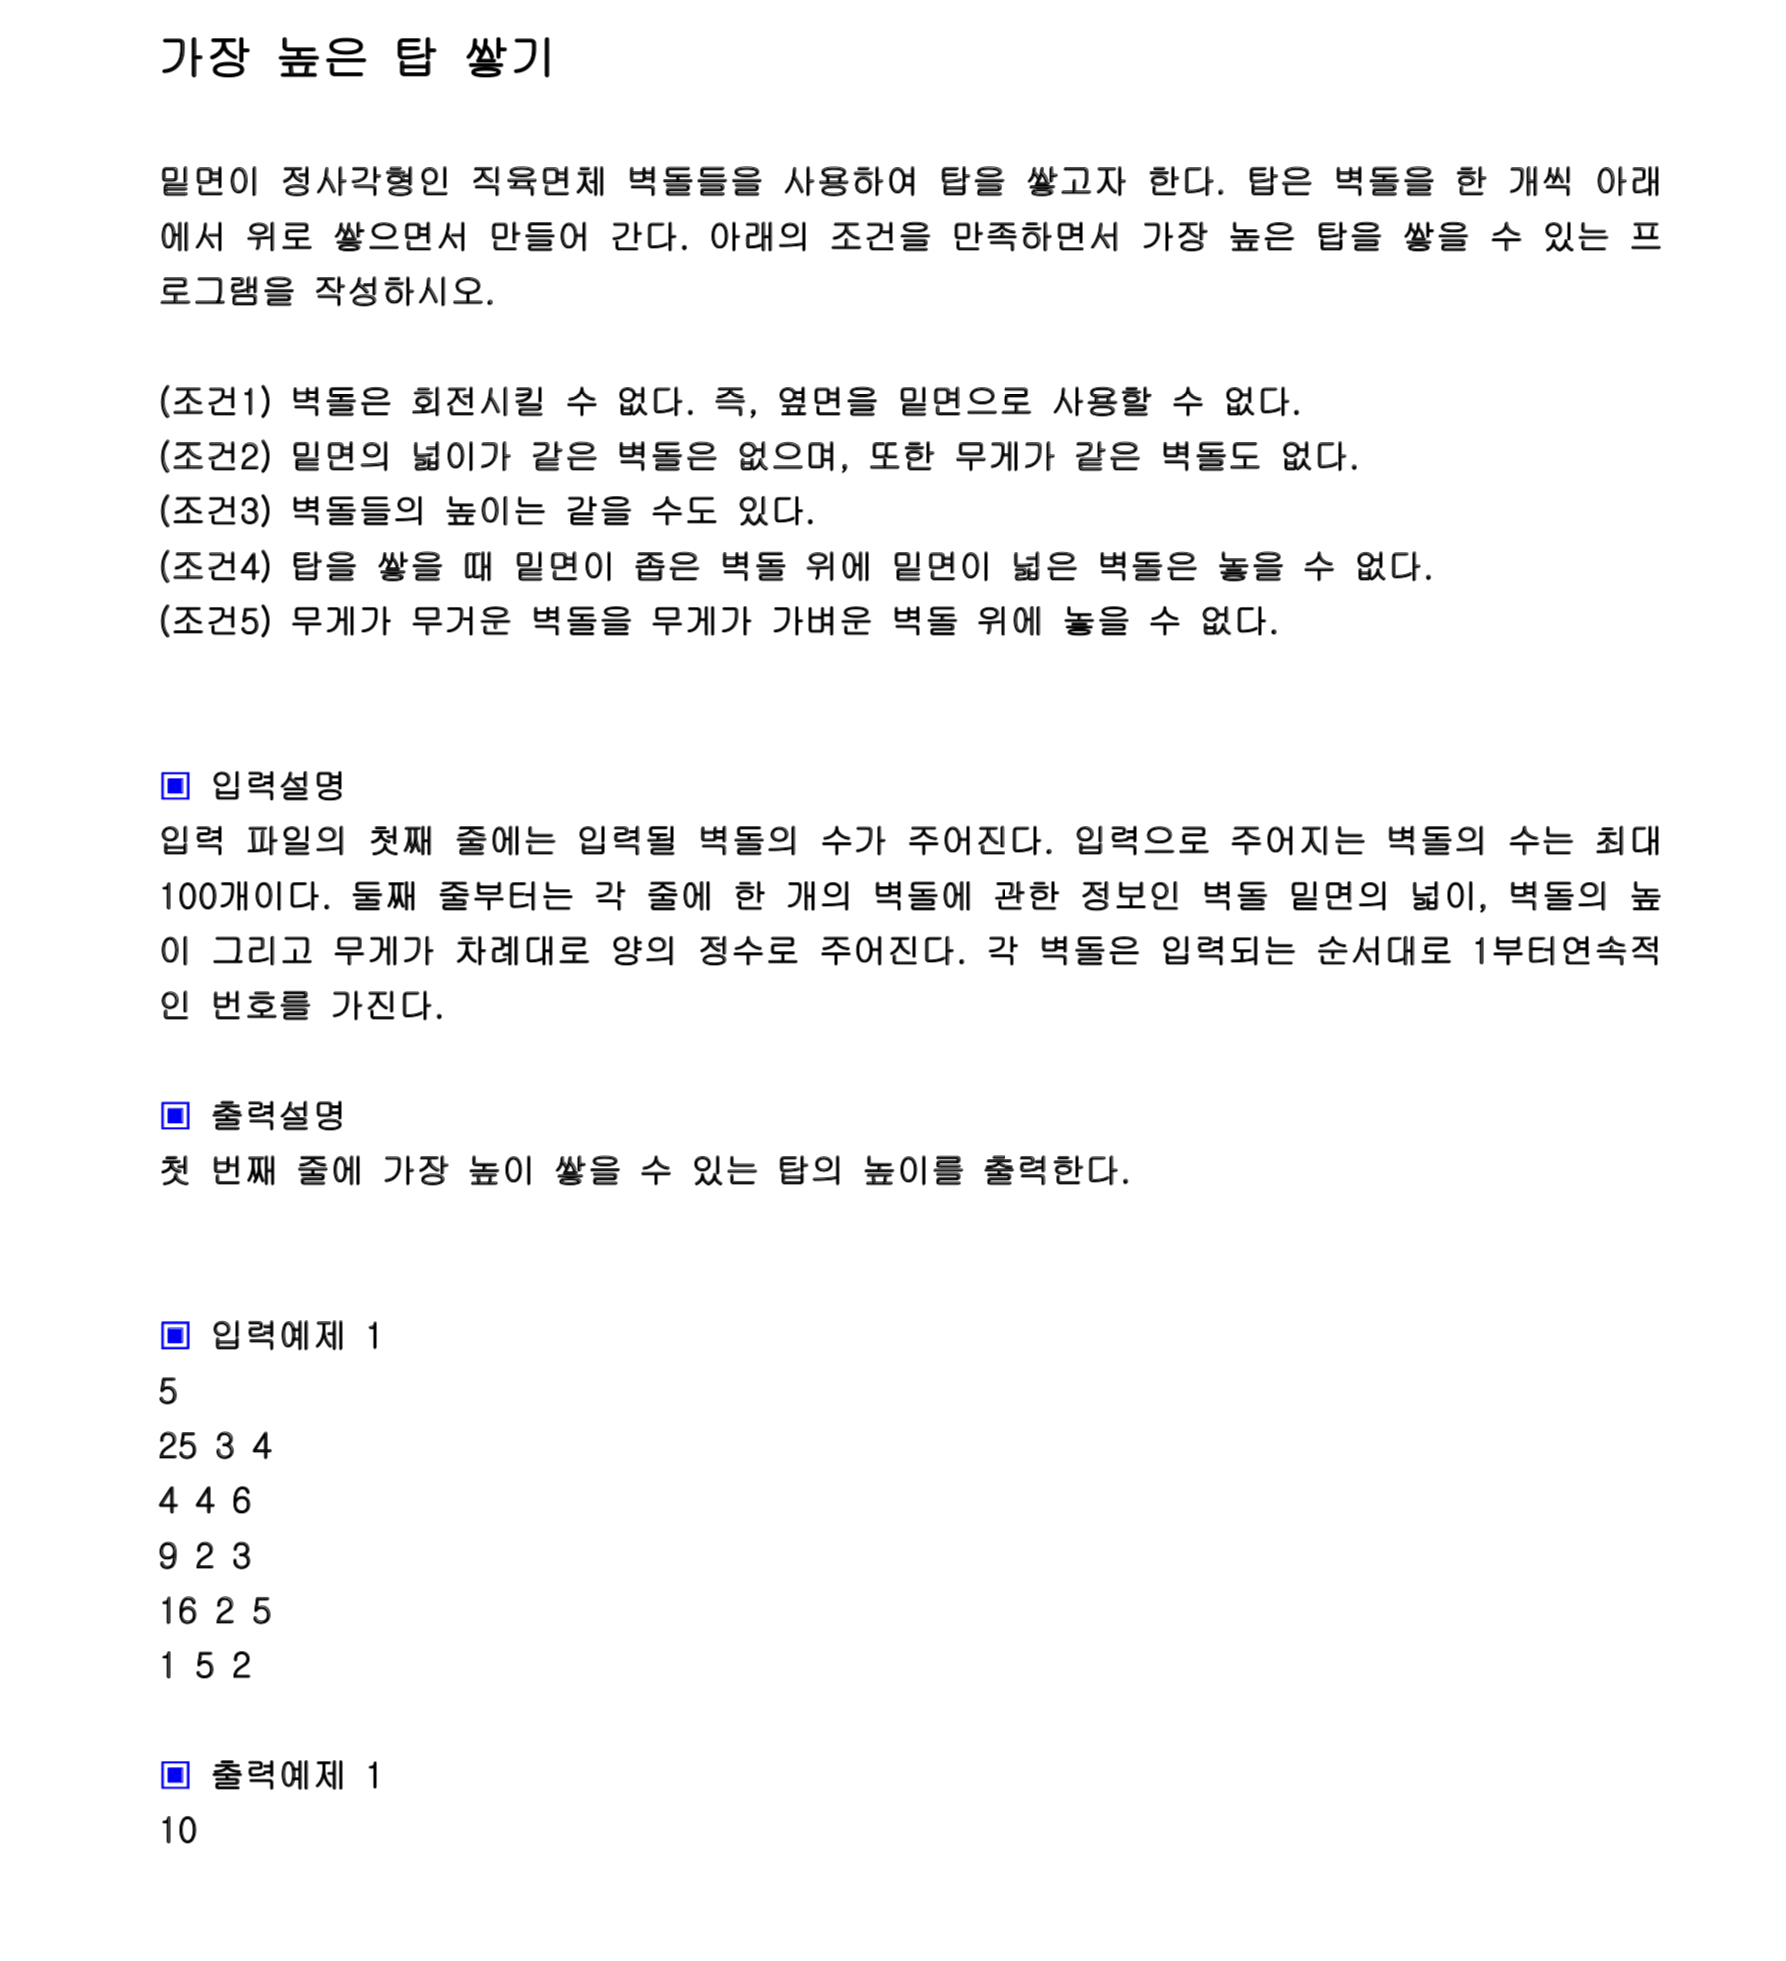 가장 높은 탑 쌓기
밑면이 정사각형인 직육면체 벽돌들을 사용하여 탑을 쌓고자 한다. 탑은 벽돌을 한 개씩 아래
에서 위로 쌓으면서 만들어 간다. 아래의 조건을 만족하면서 가장 높은 탑을 쌓을 수 있는 프
로그램을 작성하시오.
(조건1) 벽돌은 회전시킬 수 없다. 즉, 옆면을 밑면으로 사용할 수 없다.
(조건2) 밑면의 넓이가 같은 벽돌은 없으며, 또한 무게가 같은 벽돌도 없다.
(조건3) 벽돌들의 높이는 같을 수도 있다.
(조건4) 탑을 쌓을 때 밑면이 좁은 벽돌 위에 밑면이 넓은 벽돌은 놓을 수 없다.
(조건5) 무게가 무거운 벽돌을 무게가 가벼운 벽돌 위에 놓을 수 없다.
▣ 입력설명
입력 파일의 첫째 줄에는 입력될 벽돌의 수가 주어진다. 입력으로 주어지는 벽돌의 수는 최대
100개이다. 둘째 줄부터는 각 줄에 한 개의 벽돌에 관한 정보인 벽돌 밑면의 넓이, 벽돌의 높
이 그리고 무게가 차례대로 양의 정수로 주어진다. 각 벽돌은 입력되는 순서대로 1부터연속적
인 번호를 가진다.
▣ 출력설명
첫 번째 줄에 가장 높이 쌓을 수 있는 탑의 높이를 출력한다.
▣ 입력예제 1
5
25 3 4
4 4 6
9 2 3
16 2 5
1 5 2
▣ 출력예제 1
10